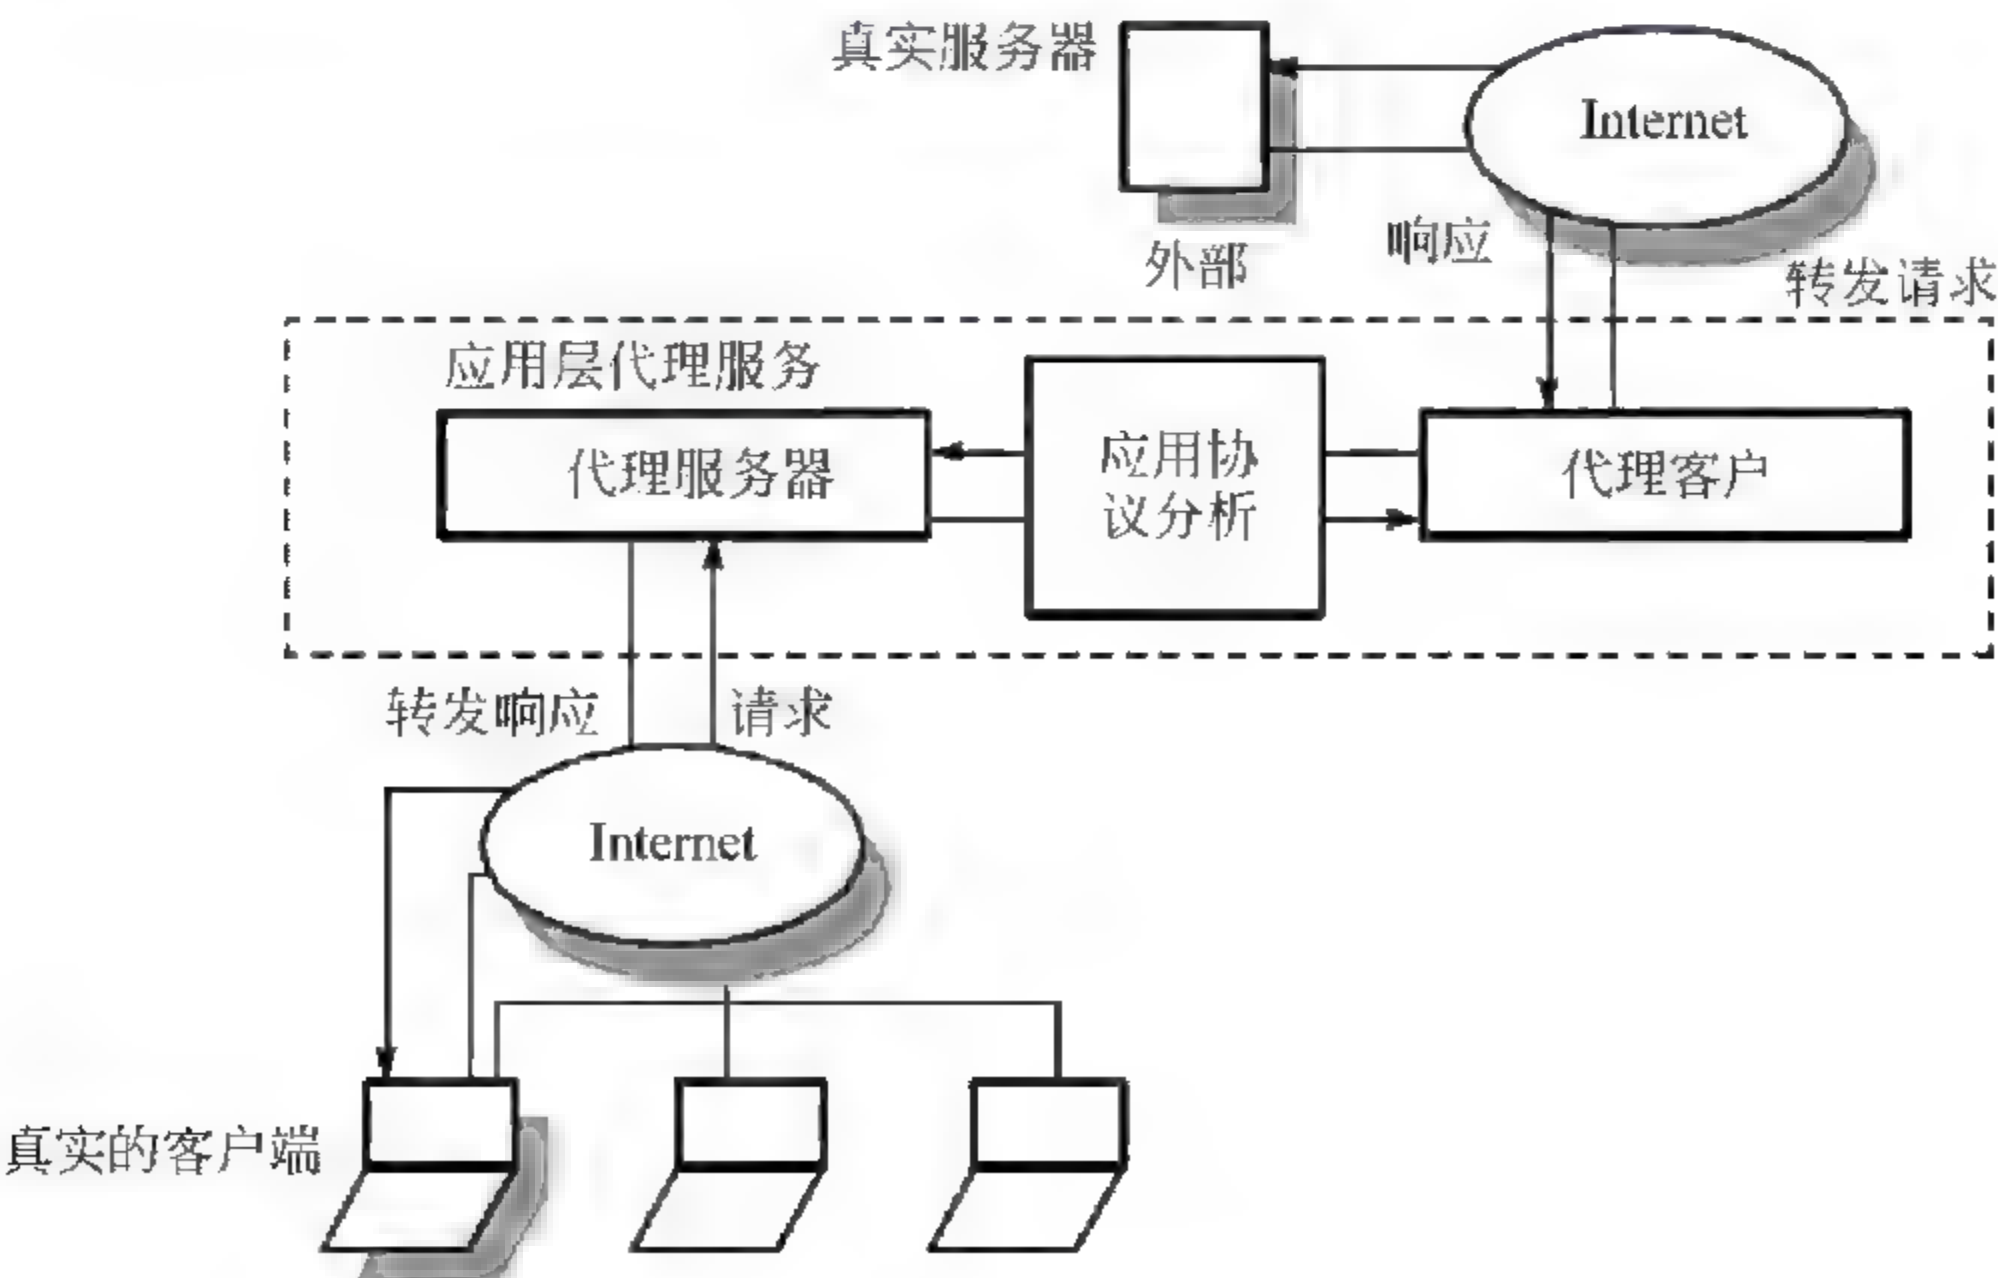 真实服务器
Internet
外部
响应
转发请求
应用层代理服务
代理服务器
应用协
议分析
代理客户
转发响应
请求
Internet
真实的客户端